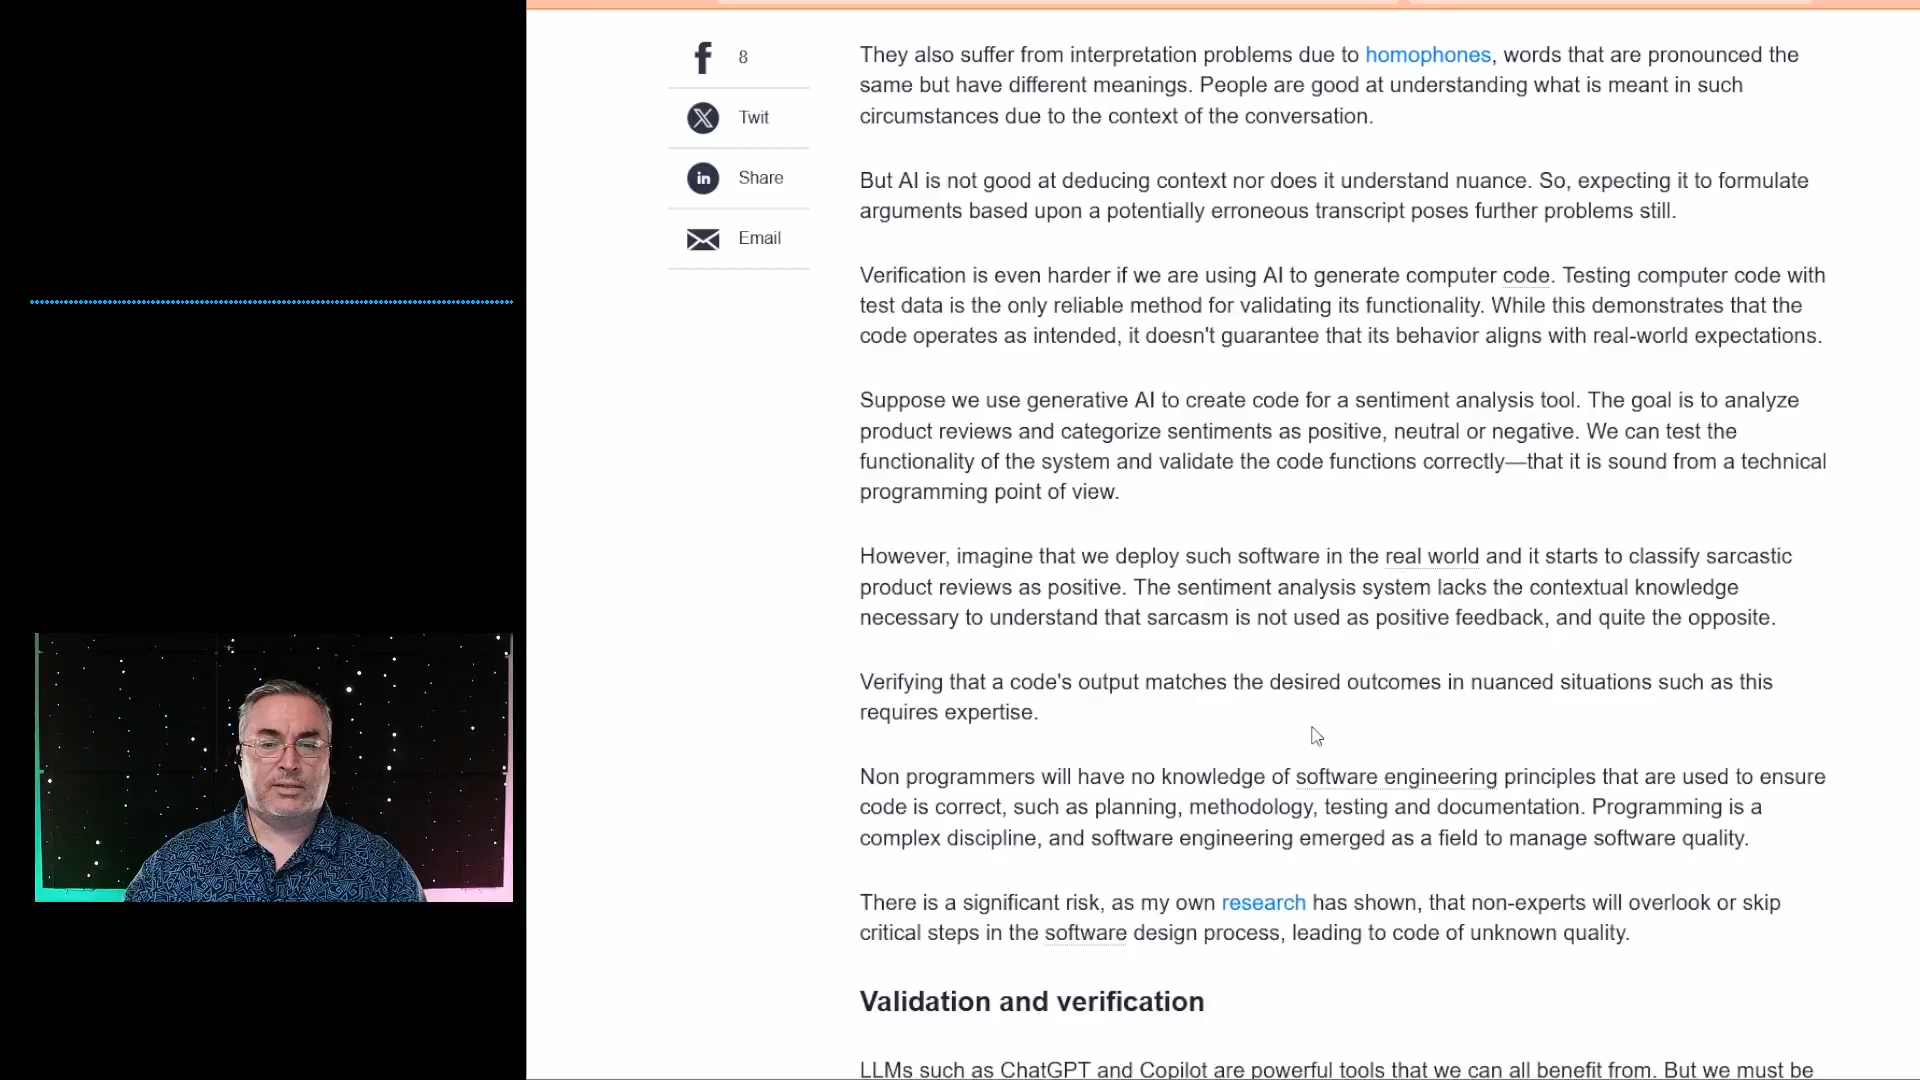 8
Twit
Share
Email
They also suffer from interpretation problems due to homophones, words that are pronounced the
same but have different meanings. People are good at understanding what is meant in such
circumstances due to the context of the conversation.
But AI is not good at deducing context nor does it understand nuance. So, expecting it to formulate
arguments based upon a potentially erroneous transcript poses further problems still.
Verification is even harder if we are using AI to generate computer code. Testing computer code with
test data is the only reliable method for validating its functionality. While this demonstrates that the
code operates as intended, it doesn't guarantee that its behavior aligns with real-world expectations.
Suppose we use generative AI to create code for a sentiment analysis tool. The goal is to analyze
product reviews and categorize sentiments as positive, neutral or negative. We can test the
functionality of the system and validate the code functions correctly—that it is sound from a technical
programming point of view.
However, imagine that we deploy such software in the real world and it starts to classify sarcastic
product reviews as positive. The sentiment analysis system lacks the contextual knowledge
necessary to understand that sarcasm is not used as positive feedback, and quite the opposite.
Verifying that a code's output matches the desired outcomes in nuanced situations such as this
requires expertise.
Non programmers will have no knowledge of software engineering principles that are used to ensure
code is correct, such as planning, methodology, testing and documentation. Programming is a
complex discipline, and software engineering emerged as a field to manage software quality.
There is a significant risk, as my own research has shown, that non-experts will overlook or skip
critical steps in the software design process, leading to code of unknown quality.
Validation and verification
LLMs such as ChatGPT and Copilot are powerful tools that we can all benefit from. But we must be